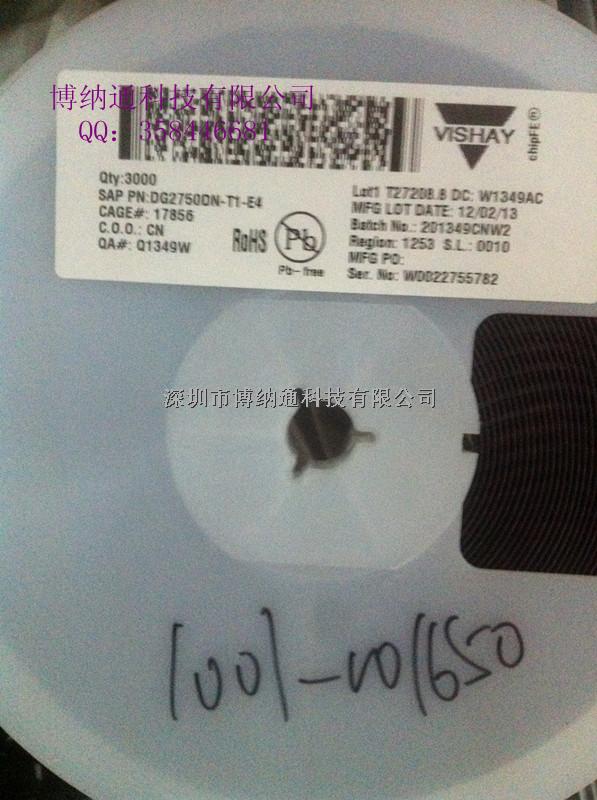 博纳通科技有限公司
QQ: 358446681
VISHAY
chipFE®
Qty:3000
SAP PN:DG2750DN-T1-E4
CAGE#: 17856
C.O.O.: CN
QA#: Q1349W
RoHS
Pb
Pb-free
Lot1 T27208.8 DC: W1349AC
MFG LOT DATE: 12/02/13
Batch No.: 201349CNW2
Region: 1253 S.L.: 0010
MFG PO:
Ser. No: WD022755782
深圳市博纳通科技有限公司
1001-001650